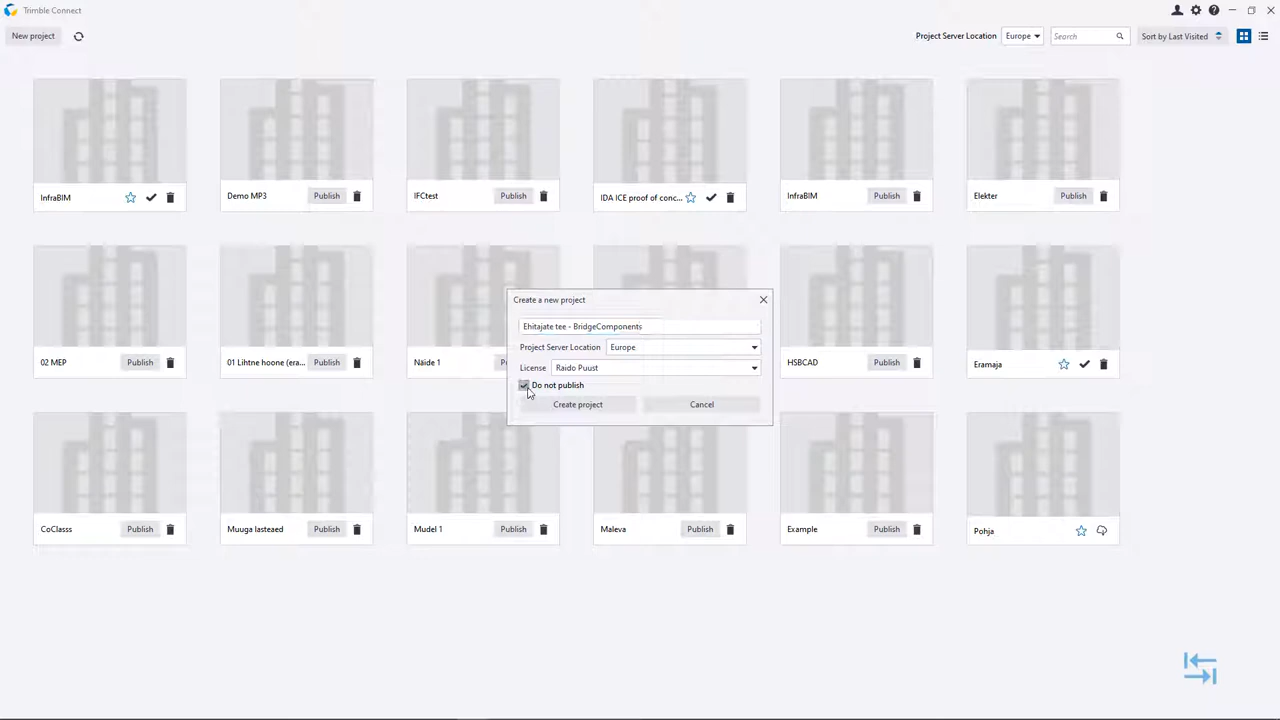 Trimble Connect
New project
Project Server Location Europe Search Sort by Last Visited
InfraBIM
Demo MP3 Publish
IFCtest Publish
IDA ICE proof of conc...
InfraBIM Publish
Elekter Publish
02 MEP Publish
01 Lihtne hoone (era... Publish
Näide 1
HSBCAD Publish
Eramaja
Create a new project
Ehitajate tee - BridgeComponents
Project Server Location Europe
License Raido Puust
Do not publish
Create project Cancel
CoClasss Publish
Muuga lasteaed Publish
Mudel 1 Publish
Maleva Publish
Example Publish
Pohja